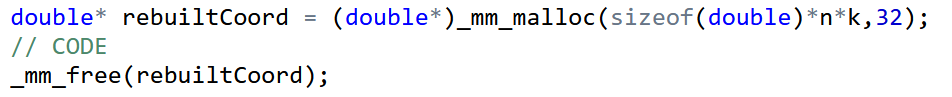 double* rebuiltCoord = (double*)_mm_malloc(sizeof(double)*n*k,32);
// CODE
_mm_free(rebuiltCoord);